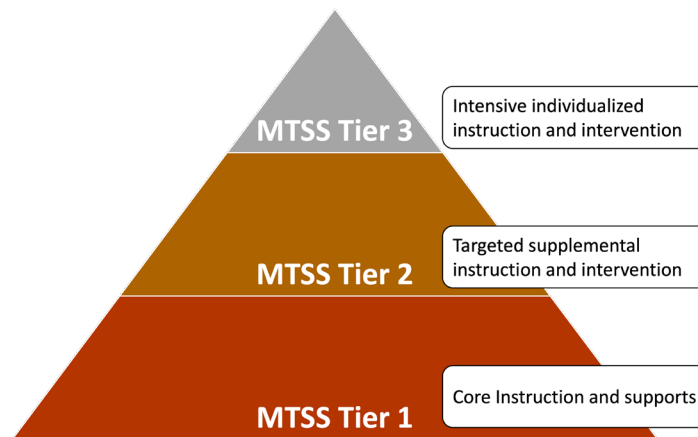 MTSS Tier 3
Intensive individualized
instruction and intervention
MTSS Tier 2
Targeted supplemental
instruction and intervention
MTSS Tier 1
Core Instruction and supports